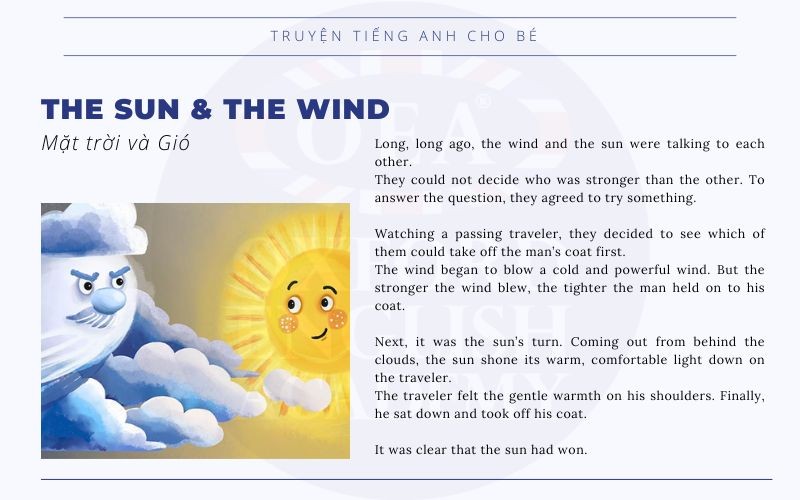 TRUYỆN TIẾNG ANH CHO BÉ
THE SUN & THE WIND
Mặt trời và Gió
Long, long ago, the wind and the sun were talking to each
other.
They could not decide who was stronger than the other. To
answer the question, they agreed to try something.
Watching a passing traveler, they decided to see which of
them could take off the man's coat first.
The wind began to blow a cold and powerful wind. But the
stronger the wind blew, the tighter the man held on to his
coat.
Next, it was the sun's turn. Coming out from behind the
clouds, the sun shone its warm, comfortable light down on
the traveler.
The traveler felt the gentle warmth on his shoulders. Finally,
he sat down and took off his coat.
It was clear that the sun had won.
OEA
®
ENGLISH
ACADEMY